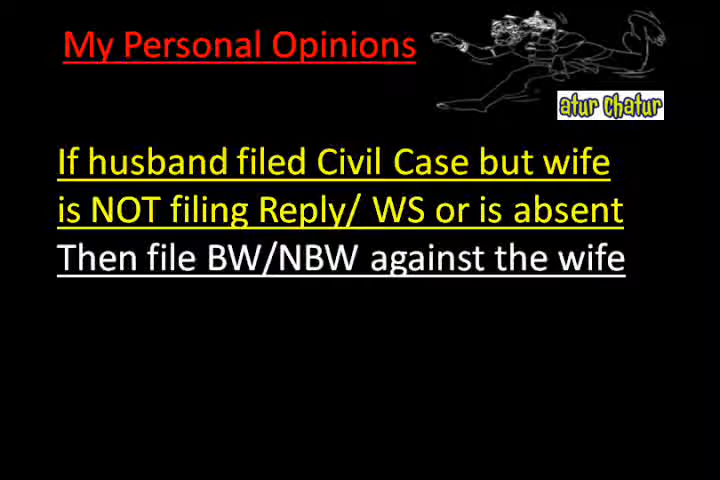 My Personal Opinions
atur chatur
If husband filed Civil Case but wife
is NOT filing Reply/ WS or is absent
Then file BW/NBW against the wife